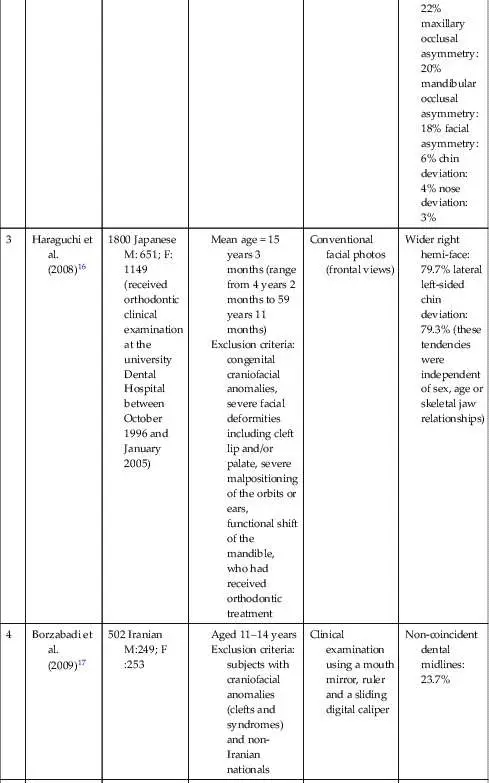 22%
maxillary
occlusal
asymmetry:
20%
mandibular
occlusal
asymmetry:
18% facial
asymmetry:
6% chin
deviation:
4% nose
deviation:
3%
3
Haraguchi et
al.
(2008)16
1800 Japanese
M: 651; F:
1149
(received
orthodontic
clinical
examination
at the
university
Dental
Hospital
between
October
1996 and
January
2005)
Mean age = 15
years 3
months (range
from 4 years 2
months to 59
years 11
months)
Exclusion criteria:
congenital
craniofacial
anomalies,
severe facial
deformities
including cleft
lip and/or
palate, severe
malpositioning
of the orbits or
ears,
functional shift
of the
mandible,
who had
received
orthodontic
treatment
Conventional
facial photos
(frontal views)
Wider right
hemi-face:
79.7% lateral
left-sided
chin
deviation:
79.3% (these
tendencies
were
independent
of sex, age or
skeletal jaw
relationships)
4
Borzabadi et
al.
(2009)17
502 Iranian
M:249; F
:253
Aged 11–14 years
Exclusion criteria:
subjects with
craniofacial
anomalies
(clefts and
syndromes)
and non-
Iranian
nationals
Clinical
examination
using a mouth
mirror, ruler
and a sliding
digital caliper
Non-coincident
dental
midlines:
23.7%